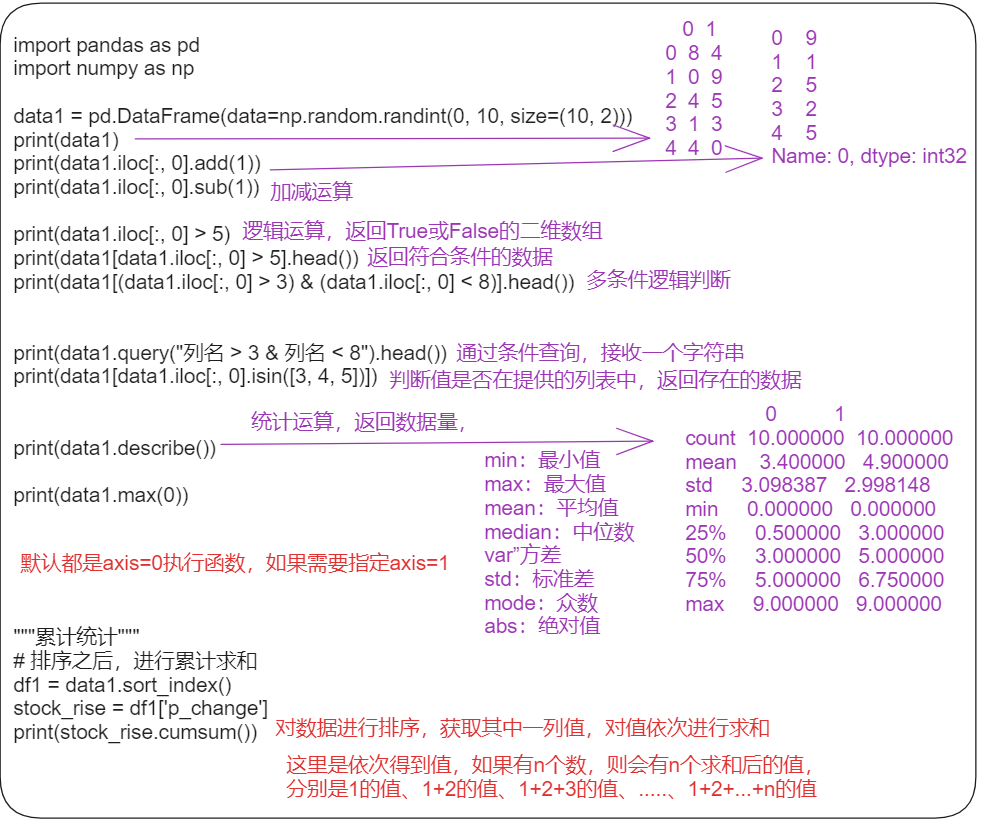 import pandas as pd
import numpy as np
data1 = pd.DataFrame(data=np.random.randint(0, 10, size=(10, 2)))
print(data1)
print(data1.iloc[:, 0].add(1))
print(data1.iloc[:, 0].sub(1)) 加减运算
0 1
0 8 4
1 0 9
2 4 5
3 1 3
4 4 0
0 9
1 1
2 5
3 2
4 5
Name: 0, dtype: int32
print(data1.iloc[:, 0] > 5) 逻辑运算，返回True或False的二维数组
print(data1[data1.iloc[:, 0] > 5].head()) 返回符合条件的数据
print(data1[(data1.iloc[:, 0] > 3) & (data1.iloc[:, 0] < 8)].head()) 多条件逻辑判断
print(data1.query("列名 > 3 & 列名 < 8").head()) 通过条件查询，接收一个字符串
print(data1[data1.iloc[:, 0].isin([3, 4, 5])]) 判断值是否在提供的列表中，返回存在的数据
统计运算，返回数据量，
print(data1.describe())
print(data1.max(0))
min：最小值
max：最大值
mean：平均值
median：中位数
var”方差
std：标准差
mode：众数
abs：绝对值
0 1
count 10.000000 10.000000
mean 3.400000 4.900000
std 3.098387 2.998148
min 0.000000 0.000000
25% 0.500000 3.000000
50% 3.000000 5.000000
75% 5.000000 6.750000
max 9.000000 9.000000
默认都是axis=0执行函数，如果需要指定axis=1
"""累计统计"""
# 排序之后，进行累计求和
df1 = data1.sort_index()
stock_rise = df1['p_change']
print(stock_rise.cumsum()) 对数据进行排序，获取其中一列值，对值依次进行求和
这里是依次得到值，如果有n个数，则会有n个求和后的值，
分别是1的值、1+2的值、1+2+3的值、.....、1+2+...+n的值